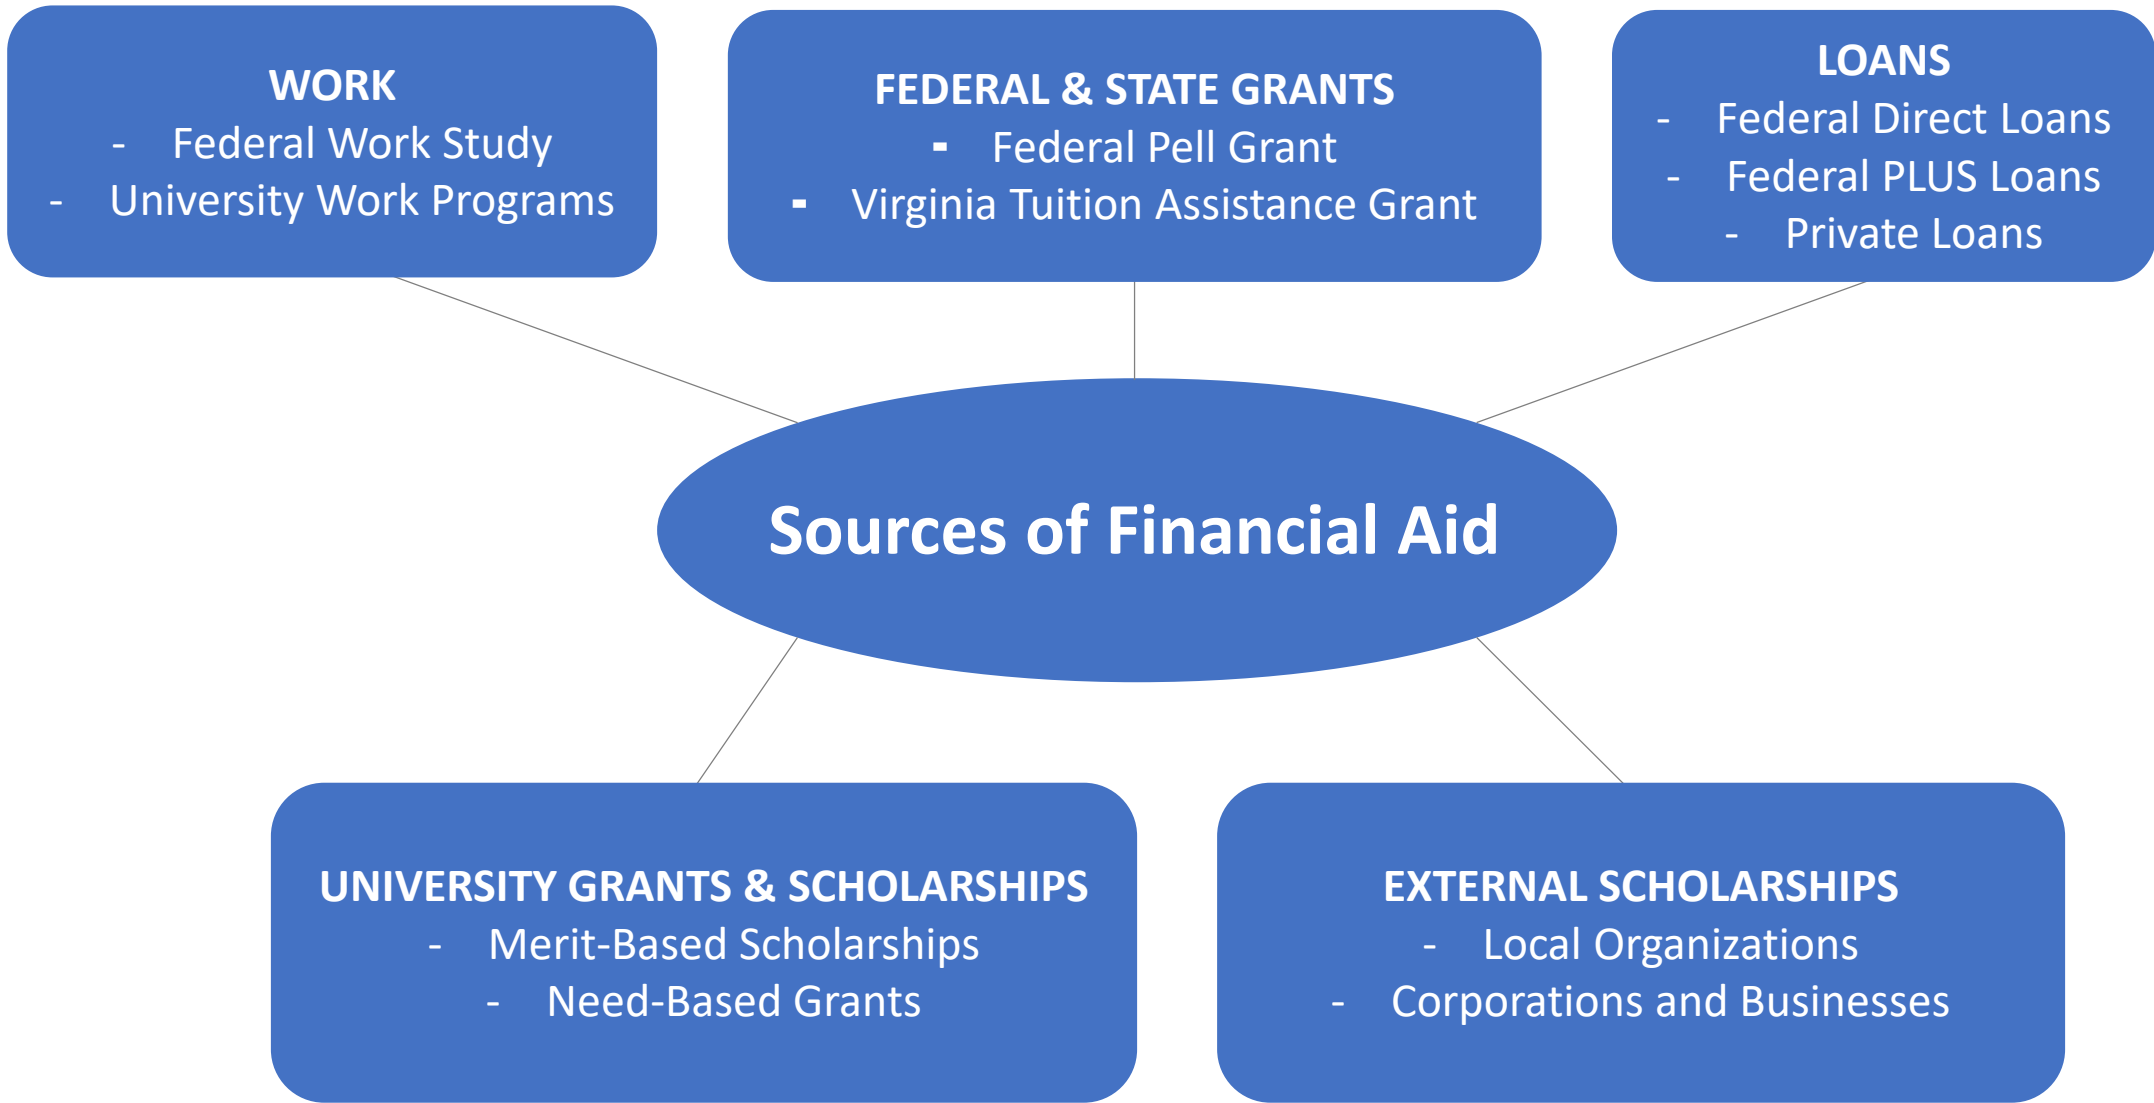 WORK
- Federal Work Study
- University Work Programs
FEDERAL & STATE GRANTS
- Federal Pell Grant
- Virginia Tuition Assistance Grant
LOANS
- Federal Direct Loans
- Federal PLUS Loans
- Private Loans
Sources of Financial Aid
UNIVERSITY GRANTS & SCHOLARSHIPS
- Merit-Based Scholarships
- Need-Based Grants
EXTERNAL SCHOLARSHIPS
- Local Organizations
- Corporations and Businesses